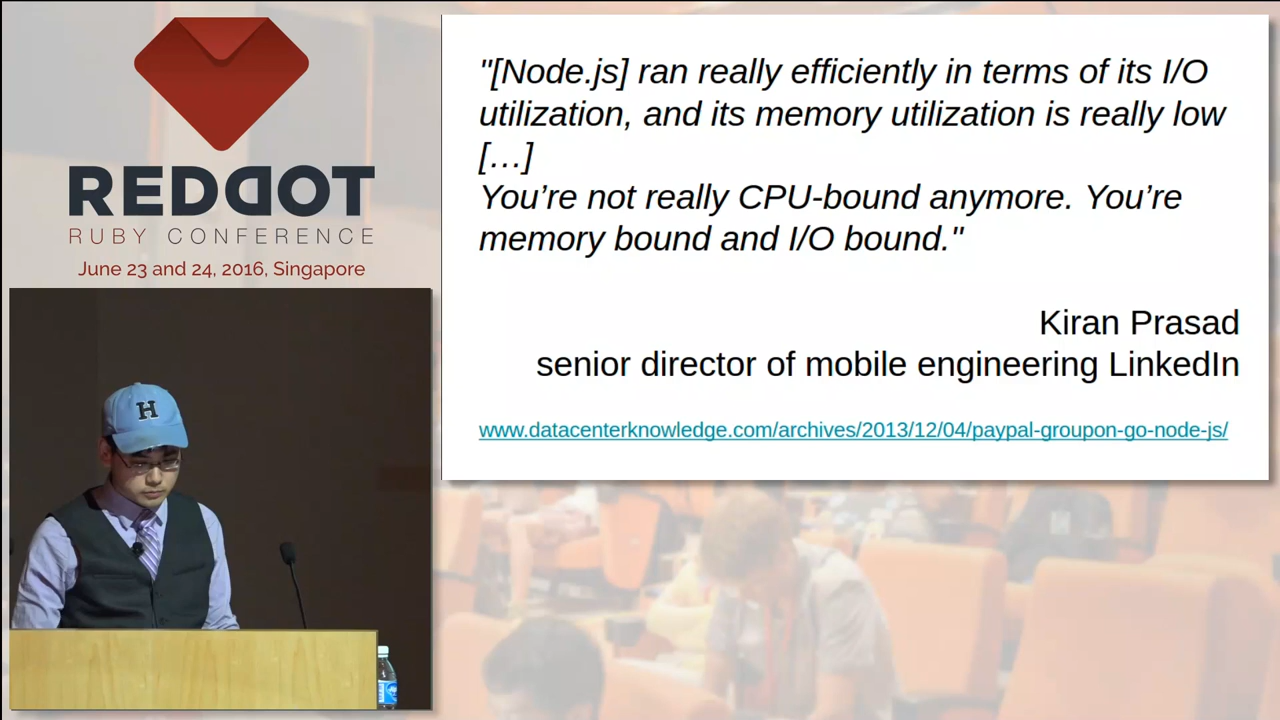 REDDOT
RUBY CONFERENCE
June 23 and 24, 2016, Singapore
"[Node.js] ran really efficiently in terms of its I/O
utilization, and its memory utilization is really low
[…]
You’re not really CPU-bound anymore. You’re
memory bound and I/O bound."
Kiran Prasad
senior director of mobile engineering LinkedIn
www.datacenterknowledge.com/archives/2013/12/04/paypal-groupon-go-node-js/
H